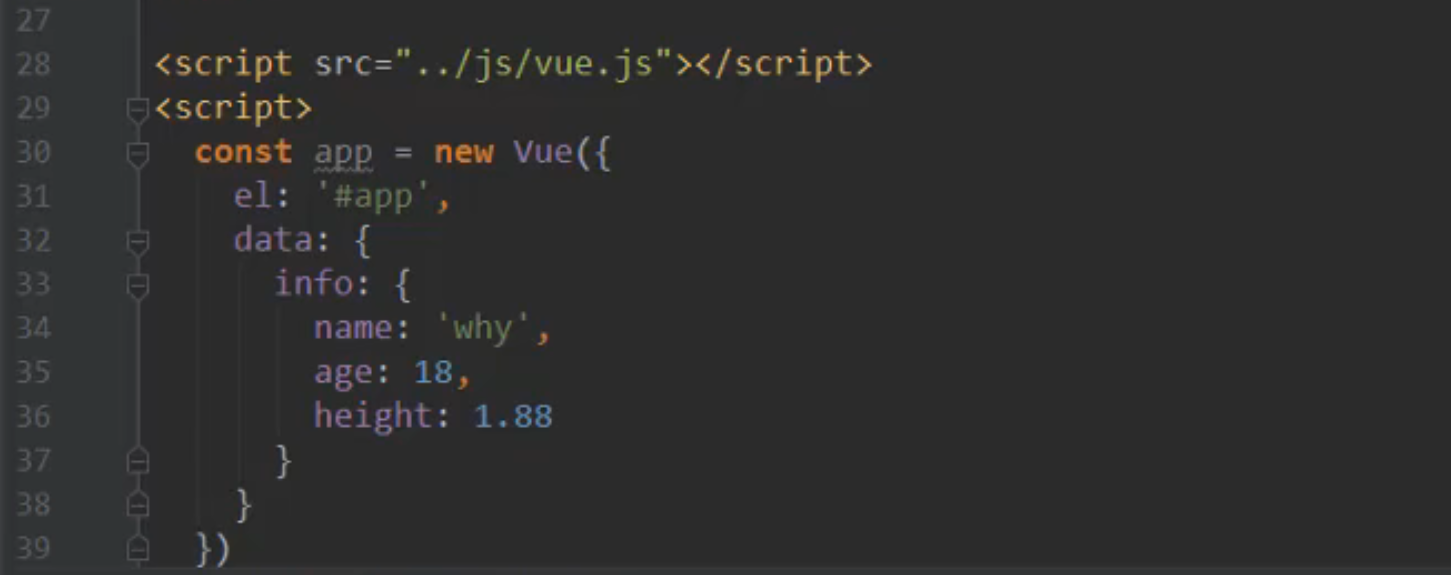 27
28 <script src="../js/vue.js"></script>
29 <script>
30 const app = new Vue({
31 el: '#app',
32 data: {
33 info: {
34 name: 'why',
35 age: 18,
36 height: 1.88
37 }
38 }
39 })